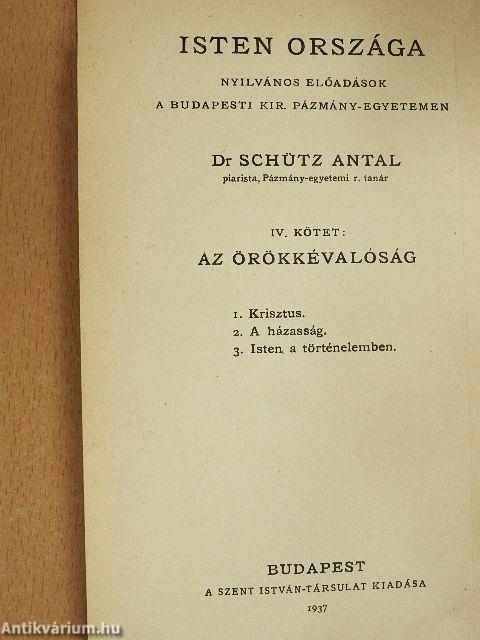 ISTEN ORSZÁGA
NYILVÁNOS ELŐADÁSOK
A BUDAPESTI KIR. PÁZMÁNY-EGYETEMEN
Dr SCHÜTZ ANTAL
piarista, Pázmány-egyetemi r. tanár
IV. KÖTET:
AZ ÖRÖKKÉVALÓSÁG
1. Krisztus.
2. A házasság.
3. Isten a történelemben.
BUDAPEST
A SZENT ISTVÁN-TÁRSULAT KIADÁSA
1937
Antikvárium.hu